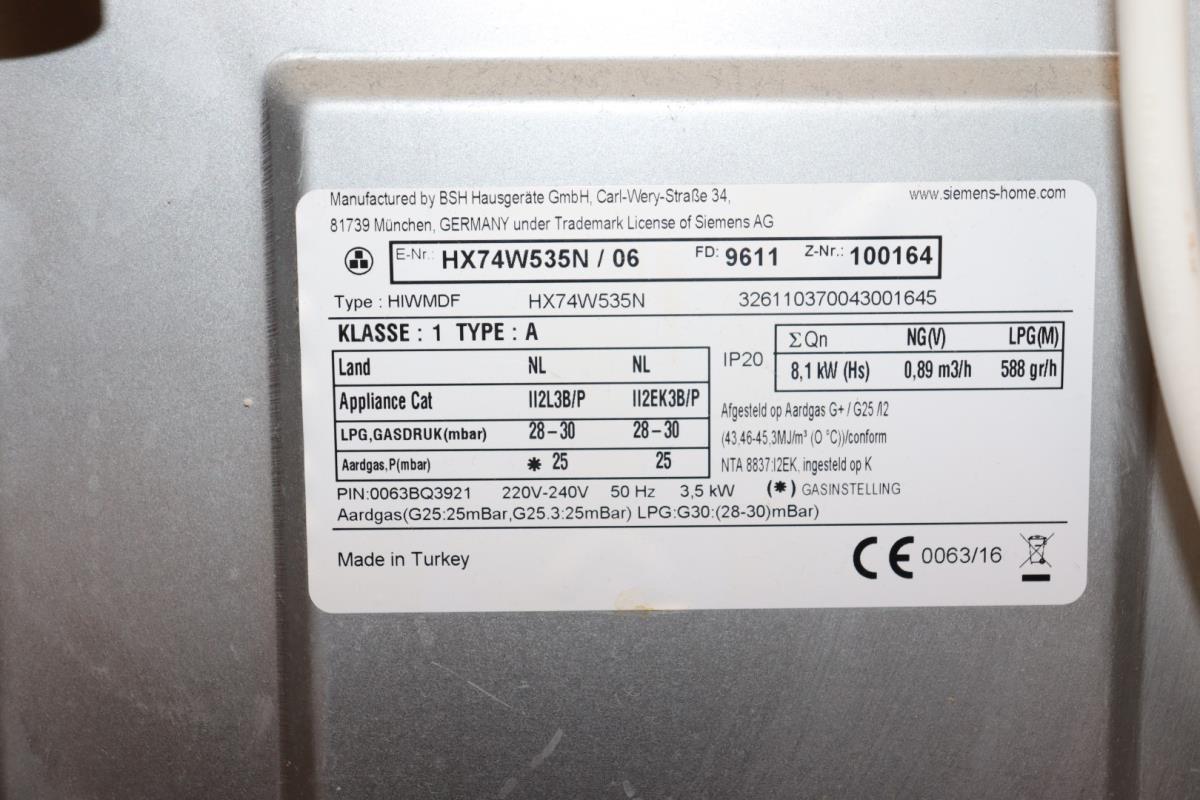 Manufactured by BSH Hausgeräte GmbH, Carl-Wery-Straße 34,
www.siemens-home.com
81739 München, GERMANY under Trademark License of Siemens AG
E-Nr.: HX74W535N / 06 FD: 9611 Z-Nr.: 100164
Type : HIWMDF HX74W535N 326110370043001645
KLASSE : 1 TYPE : A
Land NL NL
Appliance Cat II2L3B/P II2EK3B/P
LPG,GASDRUK(mbar) 28–30 28–30
Aardgas,P(mbar) ✱ 25 25
IP20
ΣQn NG(V) LPG(M)
8,1 kW (Hs) 0,89 m3/h 588 gr/h
Afgesteld op Aardgas G+ / G25 /I2
(43,46-45,3MJ/m³ (O °C))/conform
NTA 8837:I2EK, ingesteld op K
PIN:0063BQ3921 220V-240V 50 Hz 3,5 kW (✱) GASINSTELLING
Aardgas(G25:25mBar,G25.3:25mBar) LPG:G30:(28-30)mBar)
Made in Turkey
CE 0063/16